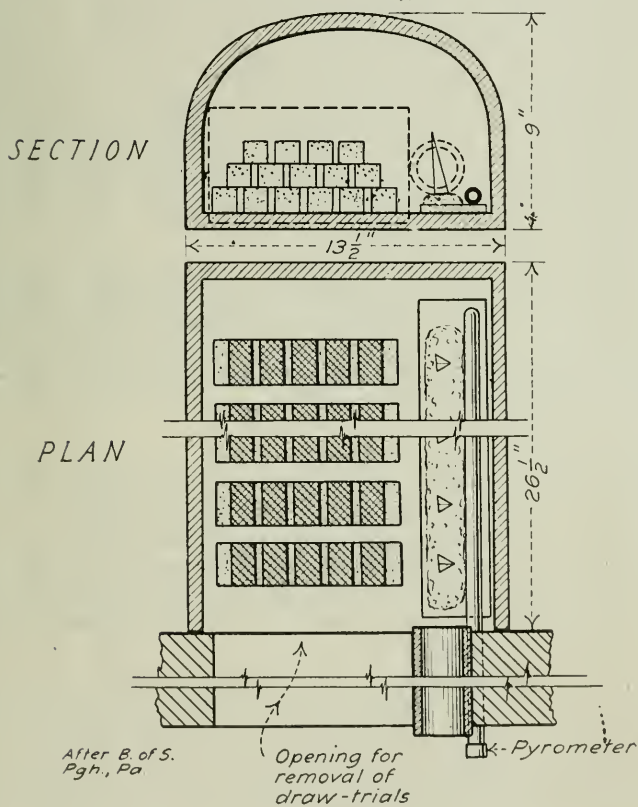 SECTION
9"
4"
13 1/2"
PLAN
26 1/2"
After B. of S.
Pgh., Pa
Opening for
removal of
draw-trials
Pyrometer